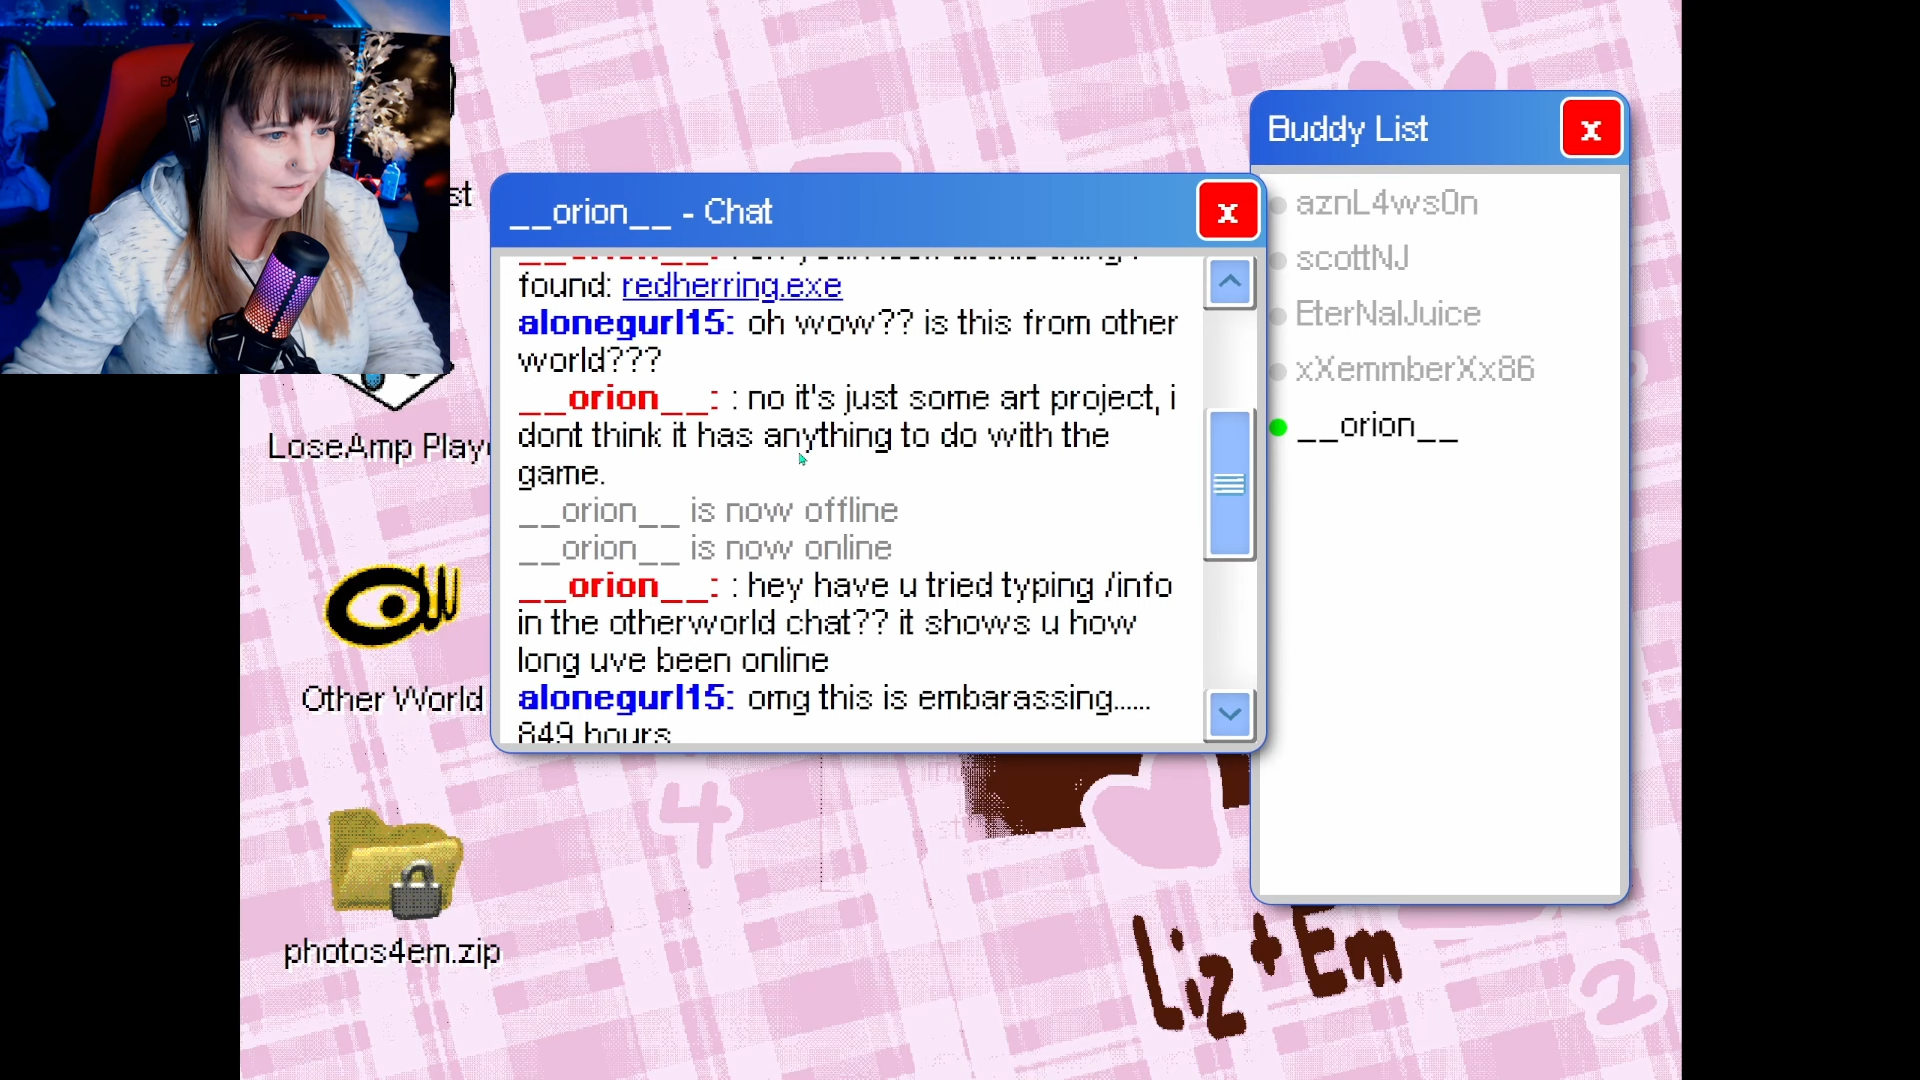 Buddy List
x
aznL4ws0n
scottNJ
EterNalJuice
xXemmberXx86
__orion__
__orion__ - Chat
x
found: redherring.exe
alonegurl15: oh wow?? is this from other
world???
__orion__: : no it's just some art project, i
dont think it has anything to do with the
game.
__orion__ is now offline
__orion__ is now online
__orion__: : hey have u tried typing /info
in the otherworld chat?? it shows u how
long uve been online
alonegurl15: omg this is embarassing......
849 hours
st
LoseAmp Play
Other World
photos4em.zip
4
Liz + Em
2